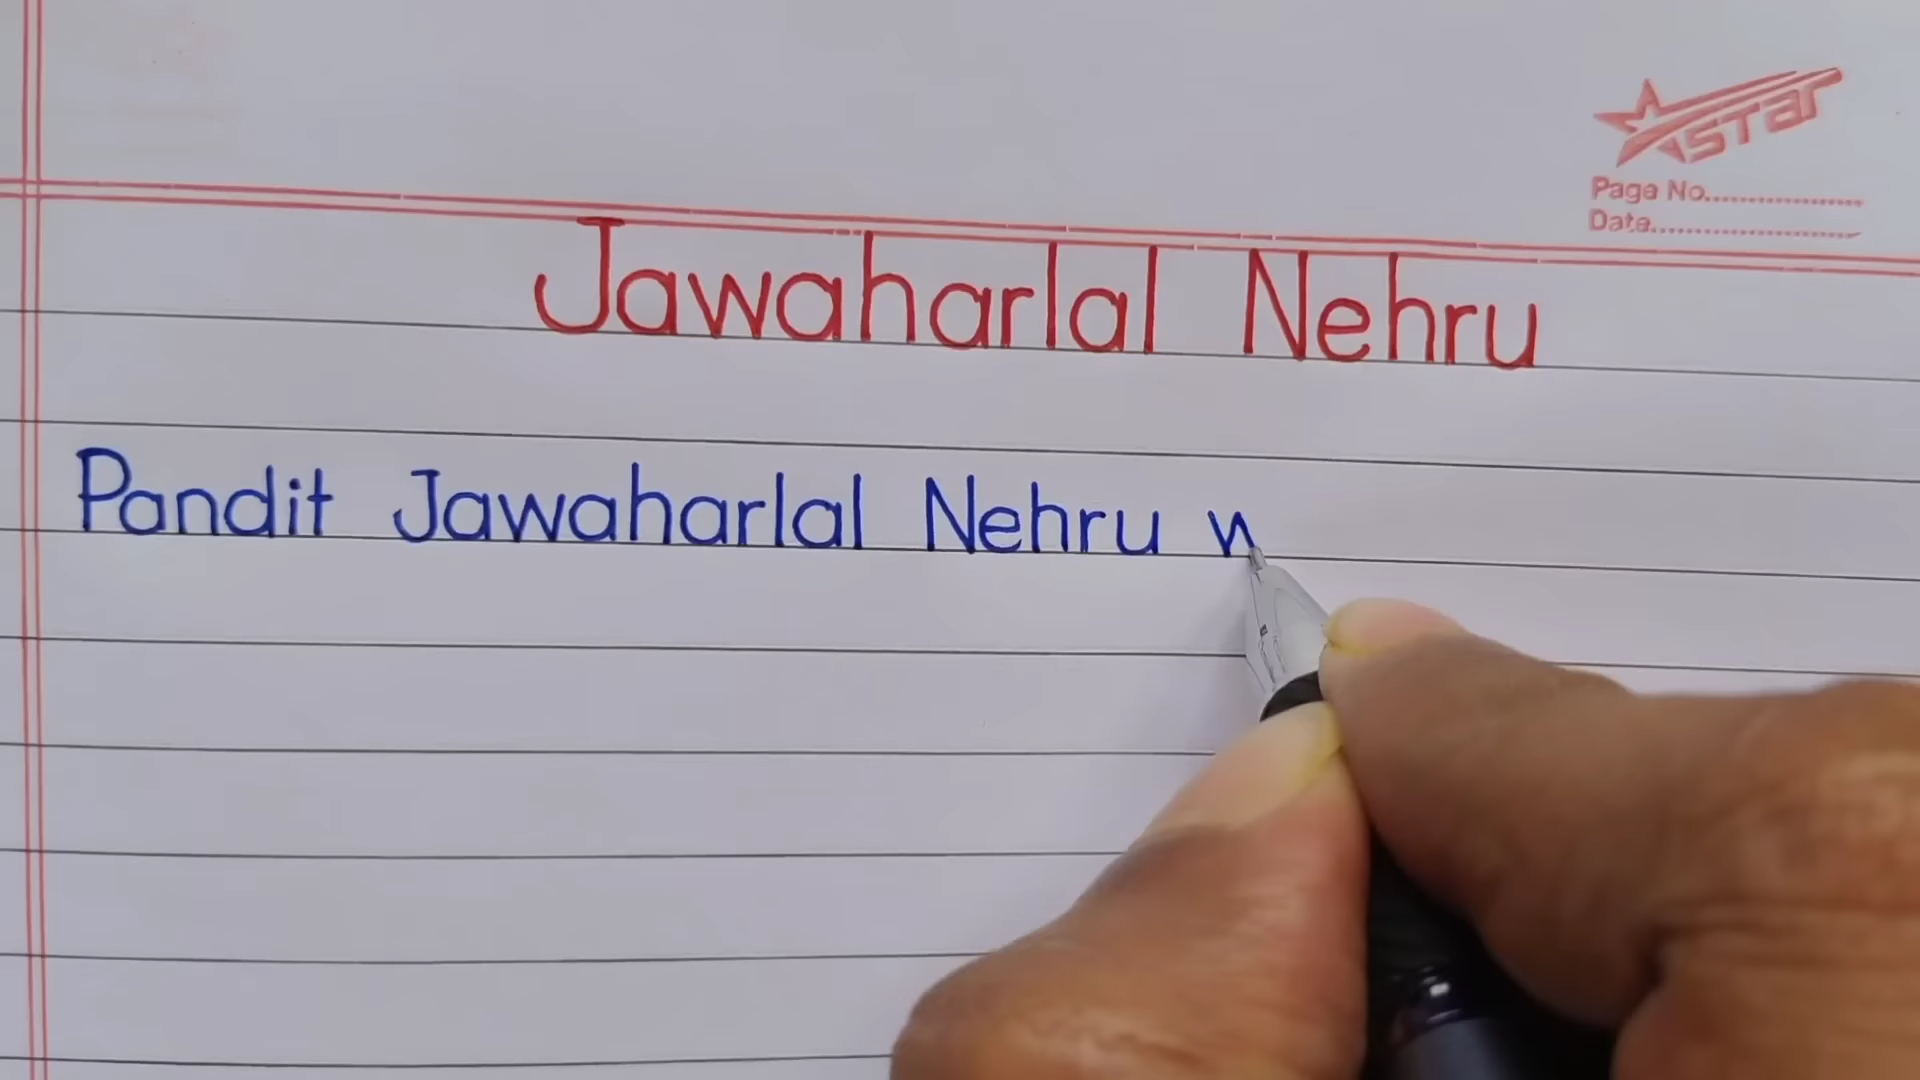 STar
Page No.................
Date......................
Jawaharlal Nehru
Pandit Jawaharlal Nehru